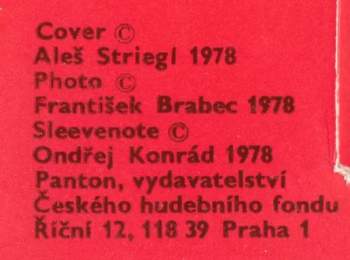 Cover ©
Aleš Striegl 1978
Photo ©
František Brabec 1978
Sleevenote ©
Ondřej Konrád 1978
Panton, vydavatelství
Českého hudebního fondu
Říční 12, 118 39 Praha 1